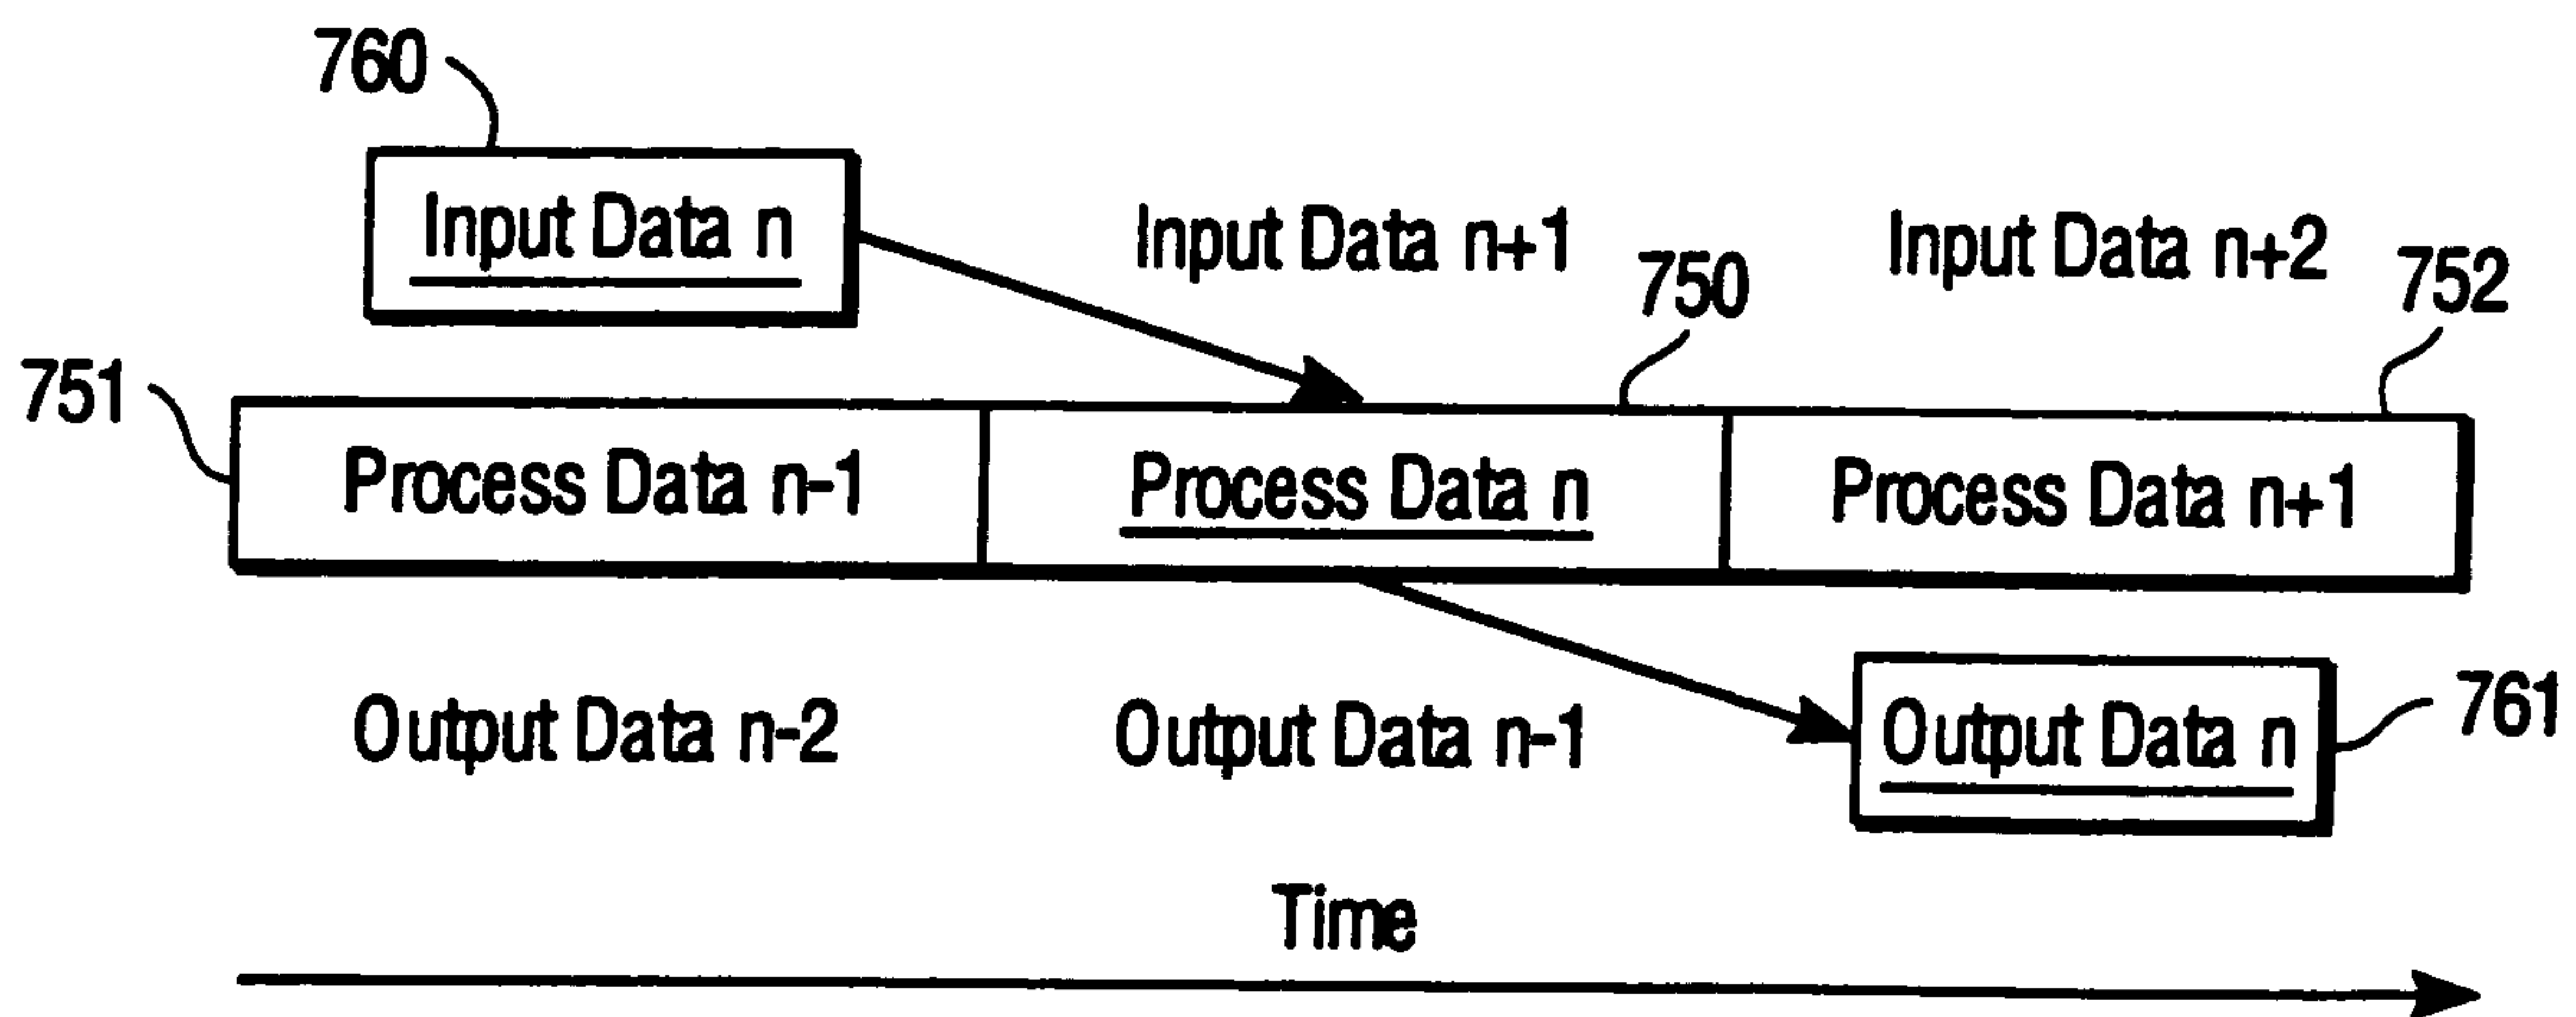 760
Input Data n
Input Data n+1
Input Data n+2
750
752
751
Process Data n-1
Process Data n
Process Data n+1
Output Data n-2
Output Data n-1
Output Data n
761
Time